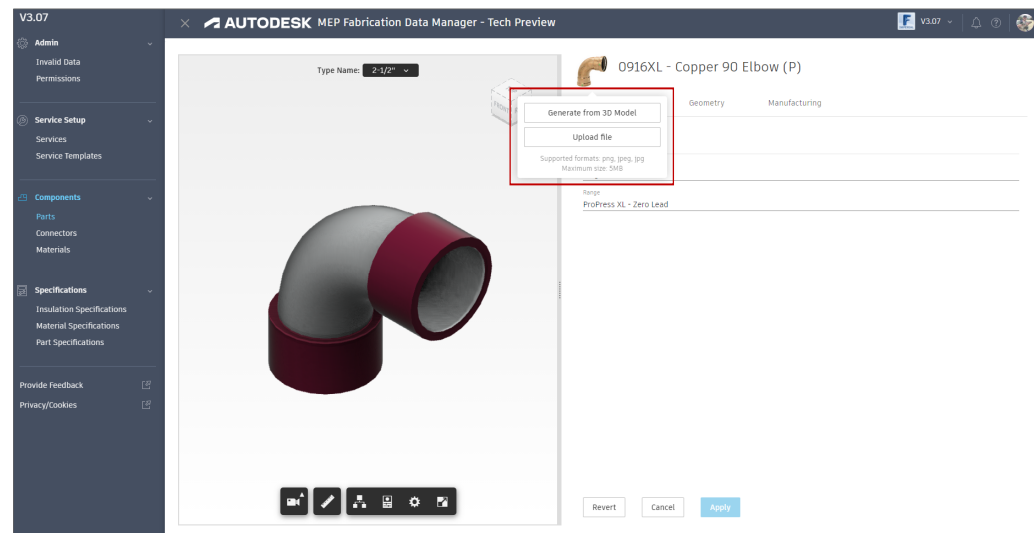 V3.07
Admin
Invalid Data
Permissions
Service Setup
Services
Service Templates
Components
Parts
Connectors
Materials
Specifications
Insulation Specifications
Material Specifications
Part Specifications
Provide Feedback
Privacy/Cookies
AUTODESK MEP Fabrication Data Manager - Tech Preview
V3.07
Type Name: 2-1/2"
0916XL - Copper 90 Elbow (P)
Geometry
Manufacturing
Generate from 3D Model
Upload file
Supported formats: png, jpeg, jpg
Maximum size: 5MB
Range
ProPress XL - Zero Lead
Revert
Cancel
Apply